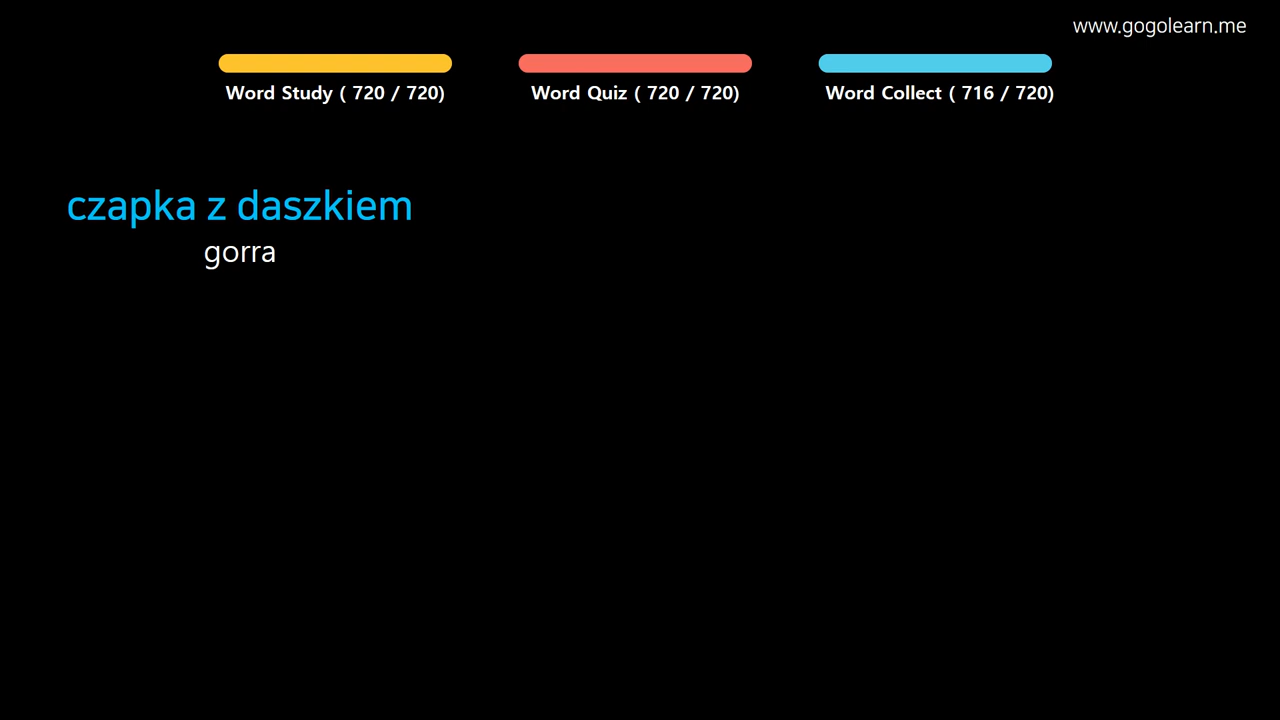 www.gogolearn.me
Word Study ( 720 / 720)
Word Quiz ( 720 / 720)
Word Collect ( 716 / 720)
czapka z daszkiem
gorra